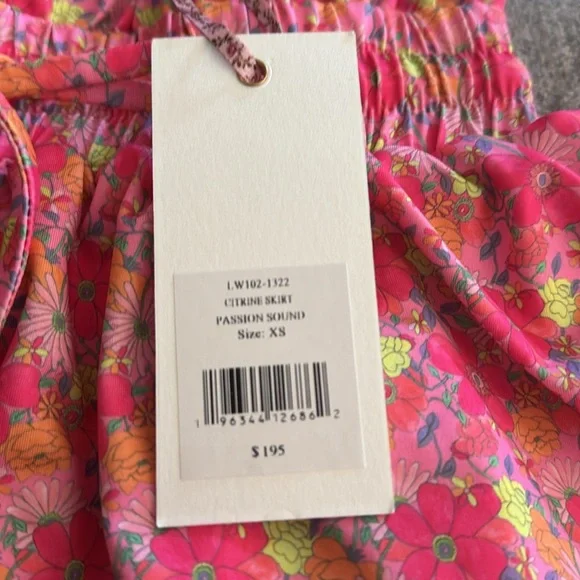 LW102-1322
CITRINE SKIRT
PASSION SOUND
Size: XS
1 96344 12686 2
$195